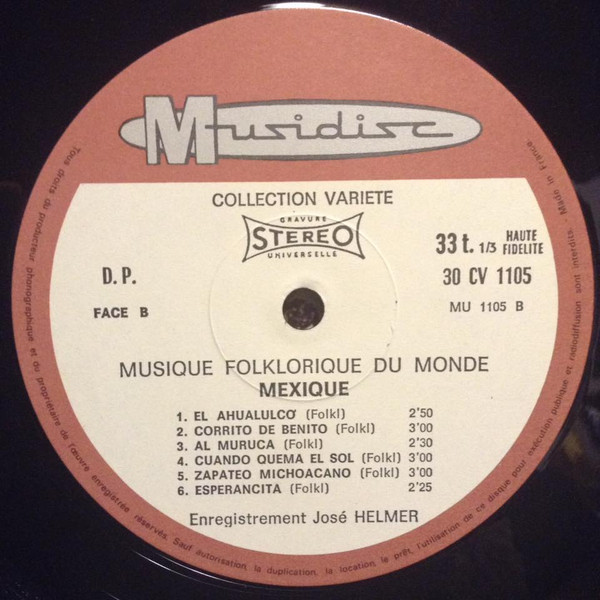 Musidisc
COLLECTION VARIETE
GRAVURE
STEREO
UNIVERSELLE
33 t. 1/3 HAUTE FIDELITE
D.P.
30 CV 1105
FACE B
MU 1105 B
MUSIQUE FOLKLORIQUE DU MONDE
MEXIQUE
1. EL AHUALULCO (Folkl) 2'50
2. CORRITO DE BENITO (Folkl) 3'00
3. AL MURUCA (Folkl) 2'30
4. CUANDO QUEMA EL SOL (Folkl) 3'00
5. ZAPATEO MICHOACANO (Folkl) 3'00
6. ESPERANCITA (Folkl) 2'25
Enregistrement José HELMER
Tous droits du producteur phonographique et du propriétaire de l'œuvre enregistrée réservés. Sauf autorisation, la duplication, la location, le prêt, l'utilisation de ce disque pour exécution publique et radiodiffusion sont interdits. Made in France.